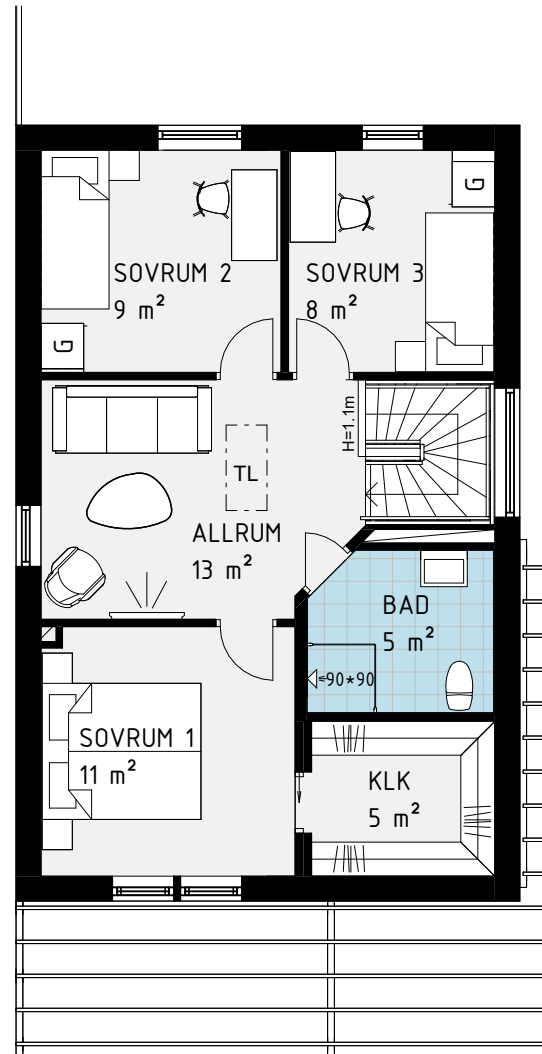 G
SOVRUM 2
9 m²
SOVRUM 3
8 m²
G
H=1.1m
TL
ALLRUM
13 m²
BAD
5 m²
90*90
SOVRUM 1
11 m²
KLK
5 m²